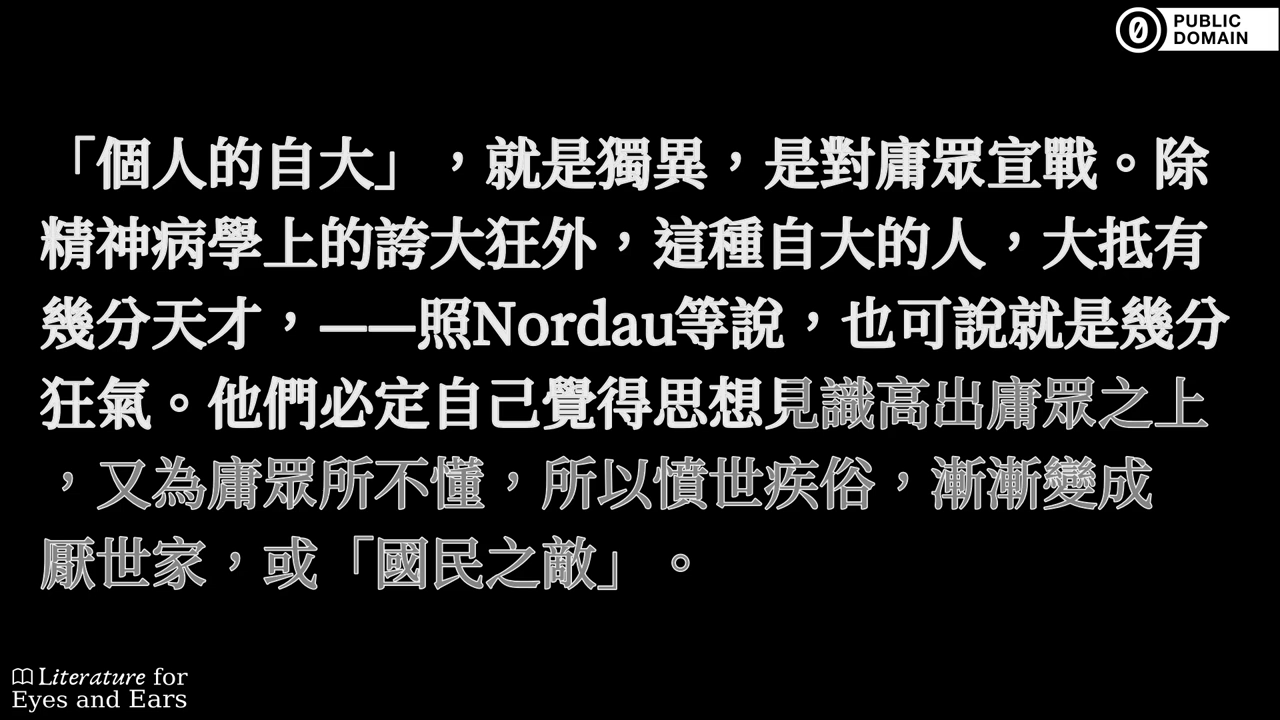 PUBLIC
DOMAIN
「個人的自大」，就是獨異，是對庸眾宣戰。除
精神病學上的誇大狂外，這種自大的人，大抵有
幾分天才，——照Nordau等說，也可說就是幾分
狂氣。他們必定自己覺得思想見識高出庸眾之上
，又為庸眾所不懂，所以憤世疾俗，漸漸變成
厭世家，或「國民之敵」。
Literature for
Eyes and Ears